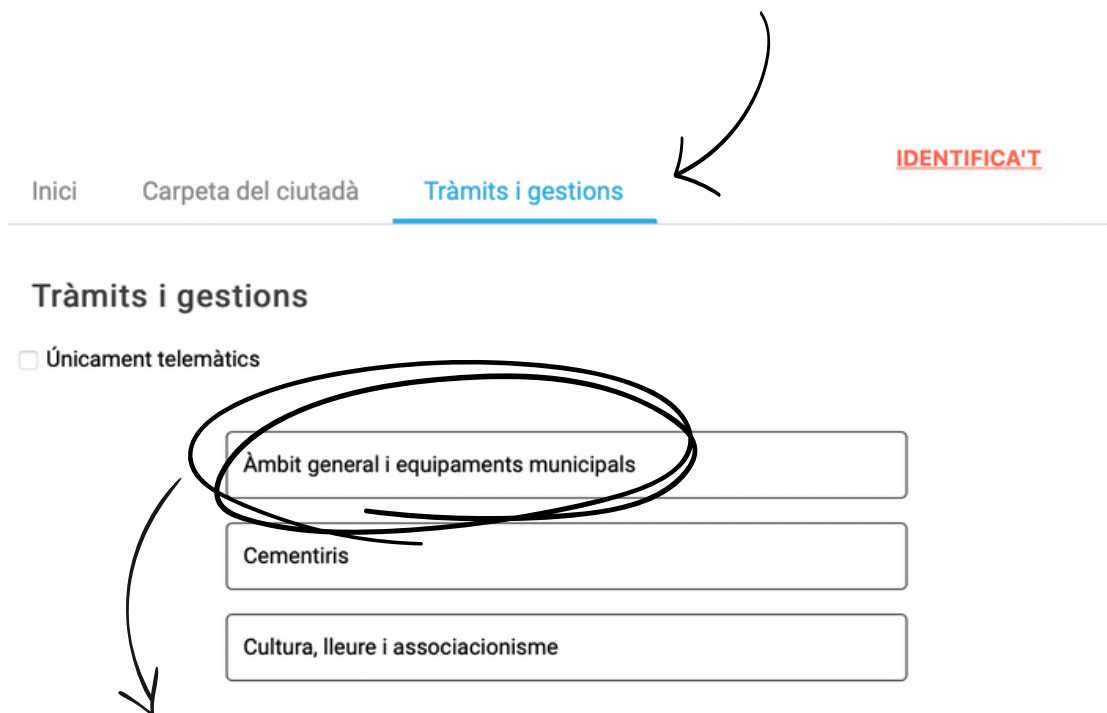 IDENTIFICA'T
Inici Carpeta del ciutadà Tràmits i gestions
Tràmits i gestions
Únicament telemàtics
Àmbit general i equipaments municipals
Cementiris
Cultura, lleure i associacionisme